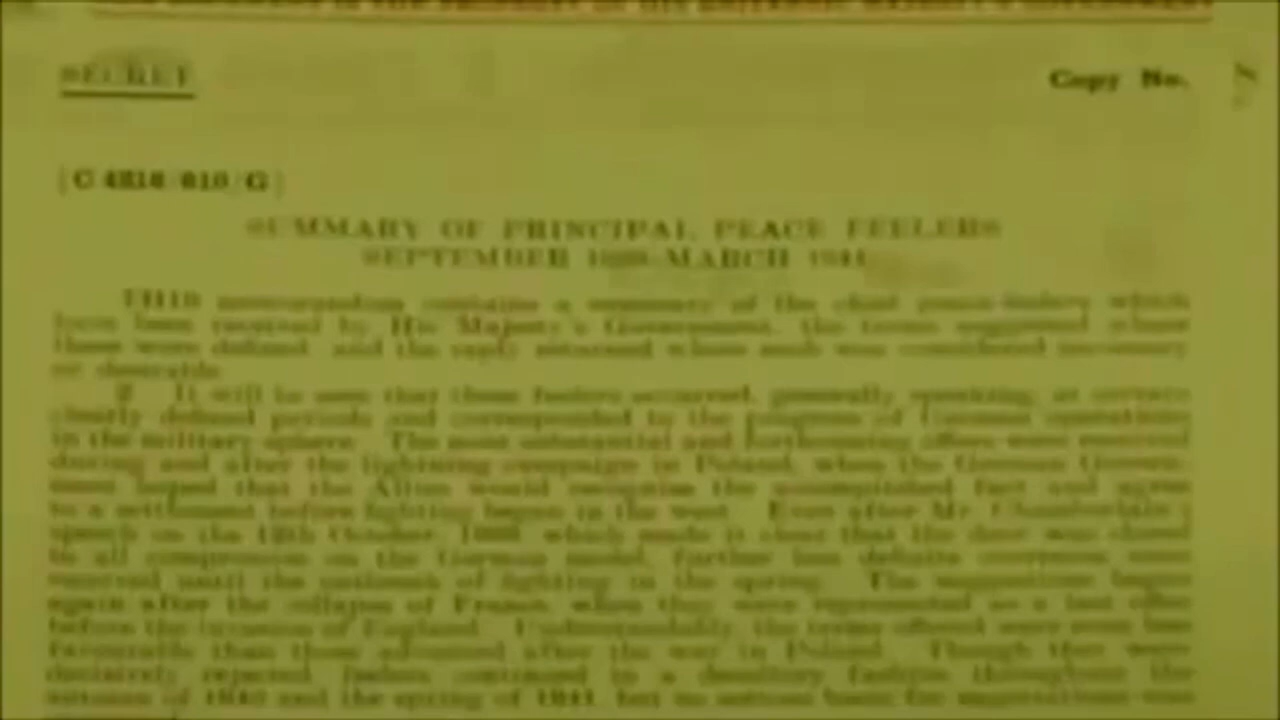 SECRET
Copy No.
SUMMARY OF PRINCIPAL PEACE FEELERS
SEPTEMBER 1939-MARCH 1941
THIS memorandum contains a summary of the chief peace-feelers which
have been received by His Majesty's Government, the terms suggested where
these were defined and the reply returned where such was considered necessary
or desirable.
2. It will be seen that these feelers occurred, generally speaking, at certain
clearly defined periods and corresponded to the progress of German operations
in the military sphere. The most substantial and forthcoming offers were received
during and after the lightning campaign in Poland, when the German Govern-
ment hoped that the Allies would recognise the accomplished fact and agree
to a settlement before fighting began in the west. Even after Mr. Chamberlain's
speech on the 12th October, 1939, which made it clear that the door was closed
to all compromise on the German model, further less definite were
received until the outbreak of fighting in the spring. The suggestions began
again after the collapse of France, when they were represented as a last offer
before the invasion of England. Understandably the terms offered were even less
favourable than those advanced after the war in Poland. Though they were
decisively rejected, feelers continued in a desultory fashion throughout the
autumn of 1940 and the spring of 1941, but no serious basis for was